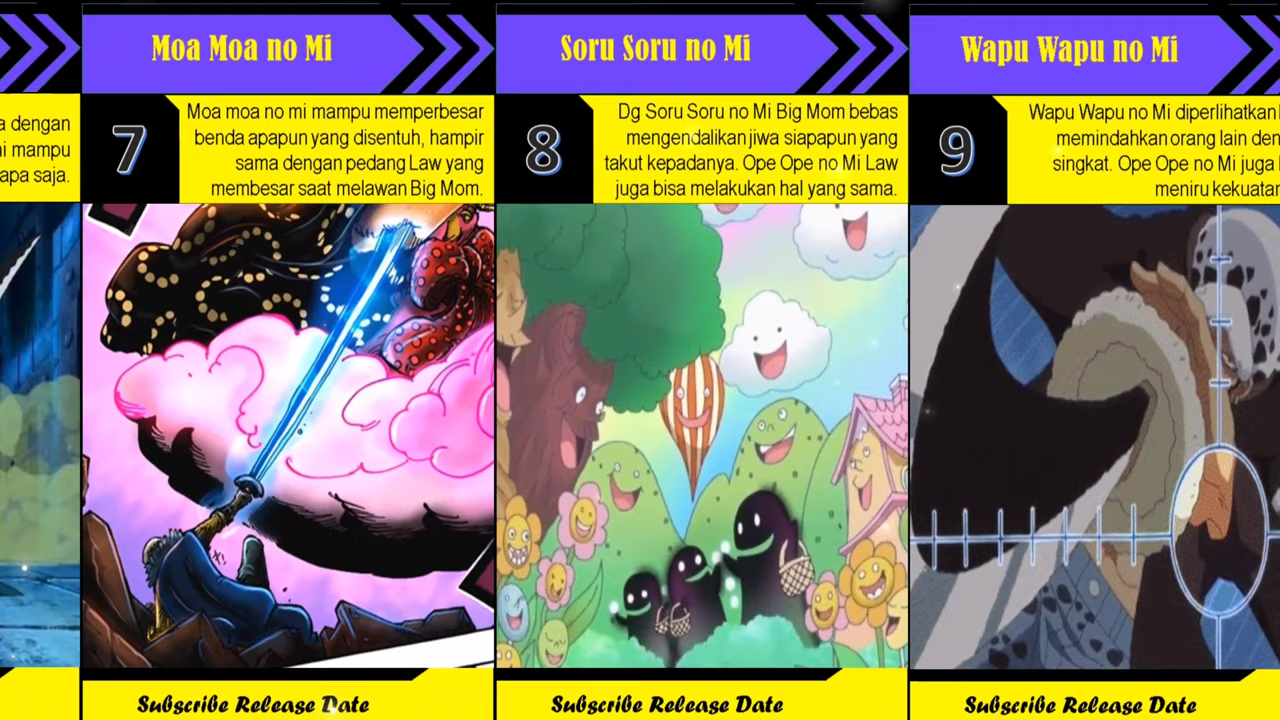 a dengan
mampu
apa saja.
Moa Moa no Mi
7
Moa moa no mi mampu memperbesar
benda apapun yang disentuh, hampir
sama dengan pedang Law yang
membesar saat melawan Big Mom.
Subscribe Release Date
Soru Soru no Mi
8
Dg Soru Soru no Mi Big Mom bebas
mengendalikan jiwa siapapun yang
takut kepadanya. Ope Ope no Mi Law
juga bisa melakukan hal yang sama.
Subscribe Release Date
Wapu Wapu no Mi
9
Wapu Wapu no Mi diperlihatkan
memindahkan orang lain den
singkat. Ope Ope no Mi juga
meniru kekuatan
Subscribe Release Date